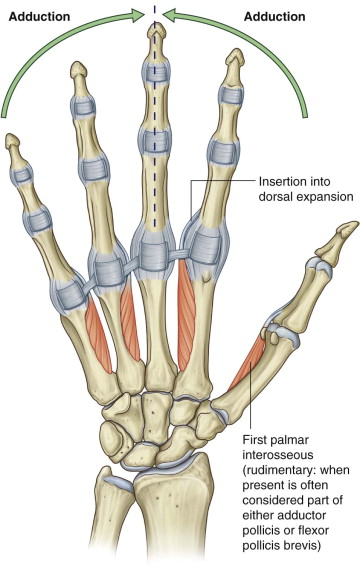 Adduction
Adduction
Insertion into
dorsal expansion
First palmar
interosseous
(rudimentary: when
present is often
considered part of
either adductor
pollicis or flexor
pollicis brevis)